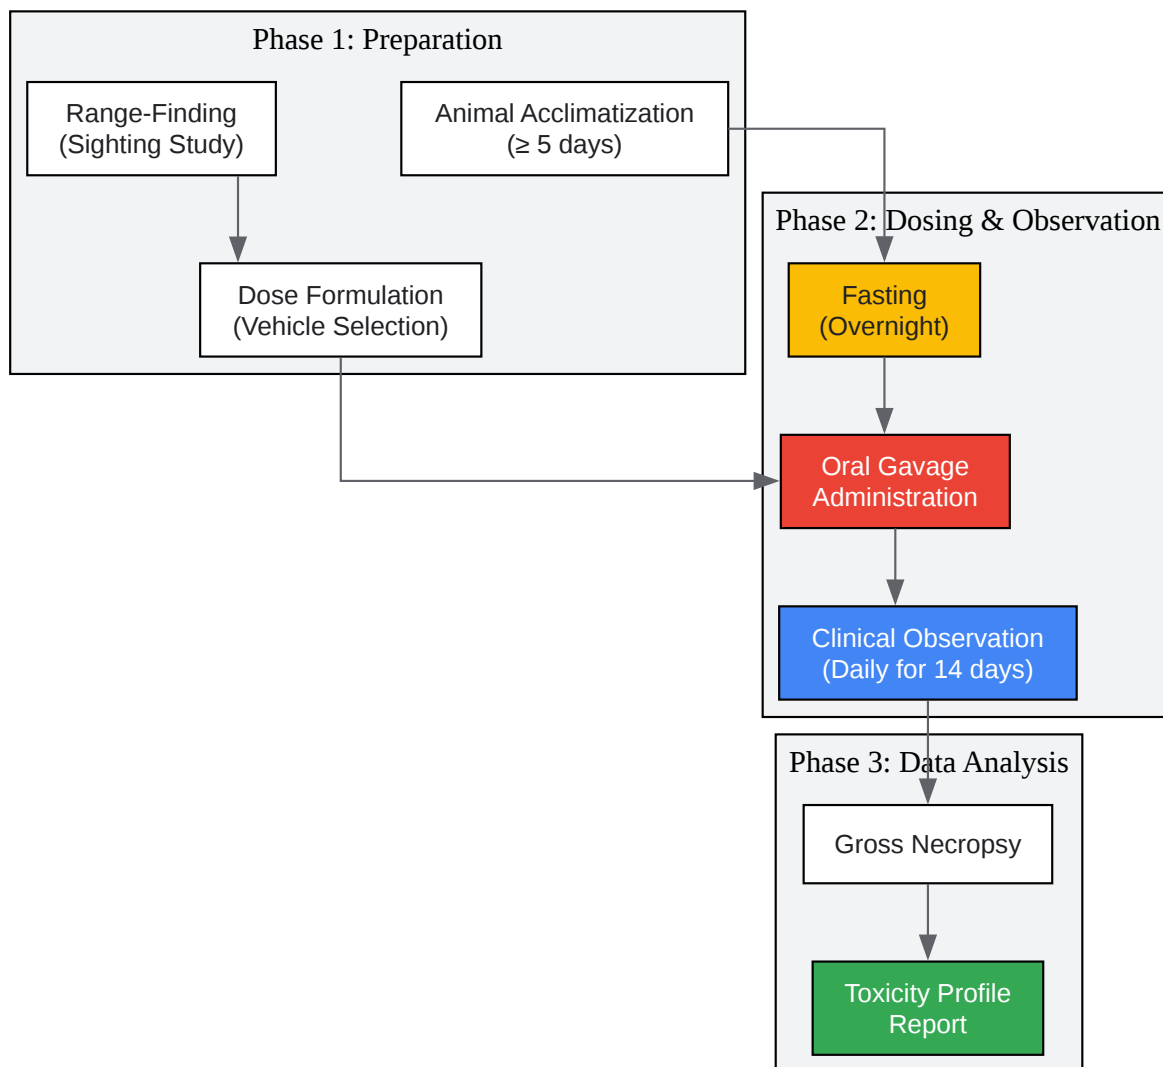 Phase 1: Preparation
Range-Finding
(Sighting Study)
Animal Acclimatization
(≥ 5 days)
Dose Formulation
(Vehicle Selection)
Phase 2: Dosing & Observation
Fasting
(Overnight)
Oral Gavage
Administration
Clinical Observation
(Daily for 14 days)
Phase 3: Data Analysis
Gross Necropsy
Toxicity Profile
Report